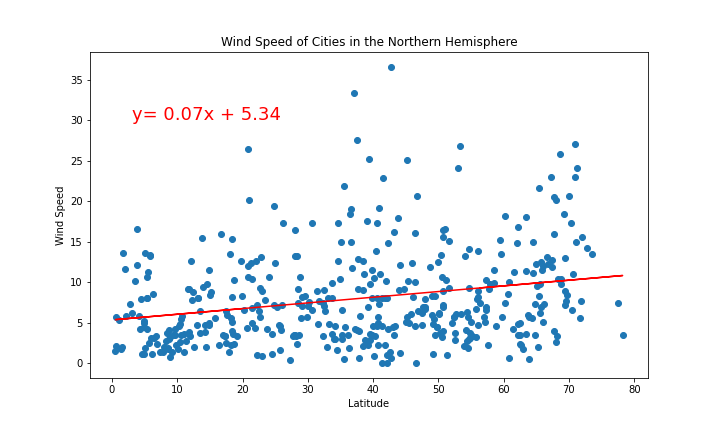 Wind Speed of Cities in the Northern Hemisphere
y= 0.07x + 5.34
Wind Speed
35
30
25
20
15
10
5
0
0 10 20 30 40 50 60 70 80
Latitude